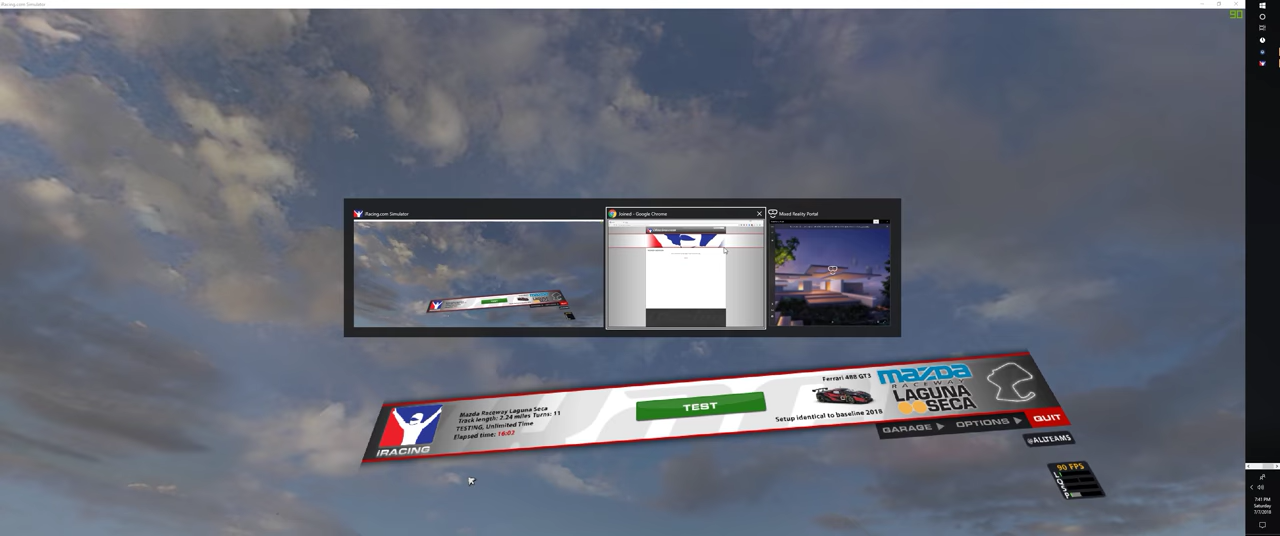 iRacing.com Simulator
90
iRacing.com Simulator
Joined - Google Chrome
Mixed Reality Portal
iRACING
Mazda Raceway Laguna Seca
Track length: 2.24 miles Turns: 11
TESTING, Unlimited Time
Elapsed time: 16:03
TEST
Ferrari 488 GT3
Setup identical to baseline 2018
mazda
RACEWAY
LAGUNA
SECA
GARAGE
OPTIONS
QUIT
@ALLTEAMS
90 FPS
7:41 PM
Saturday
7/7/2018